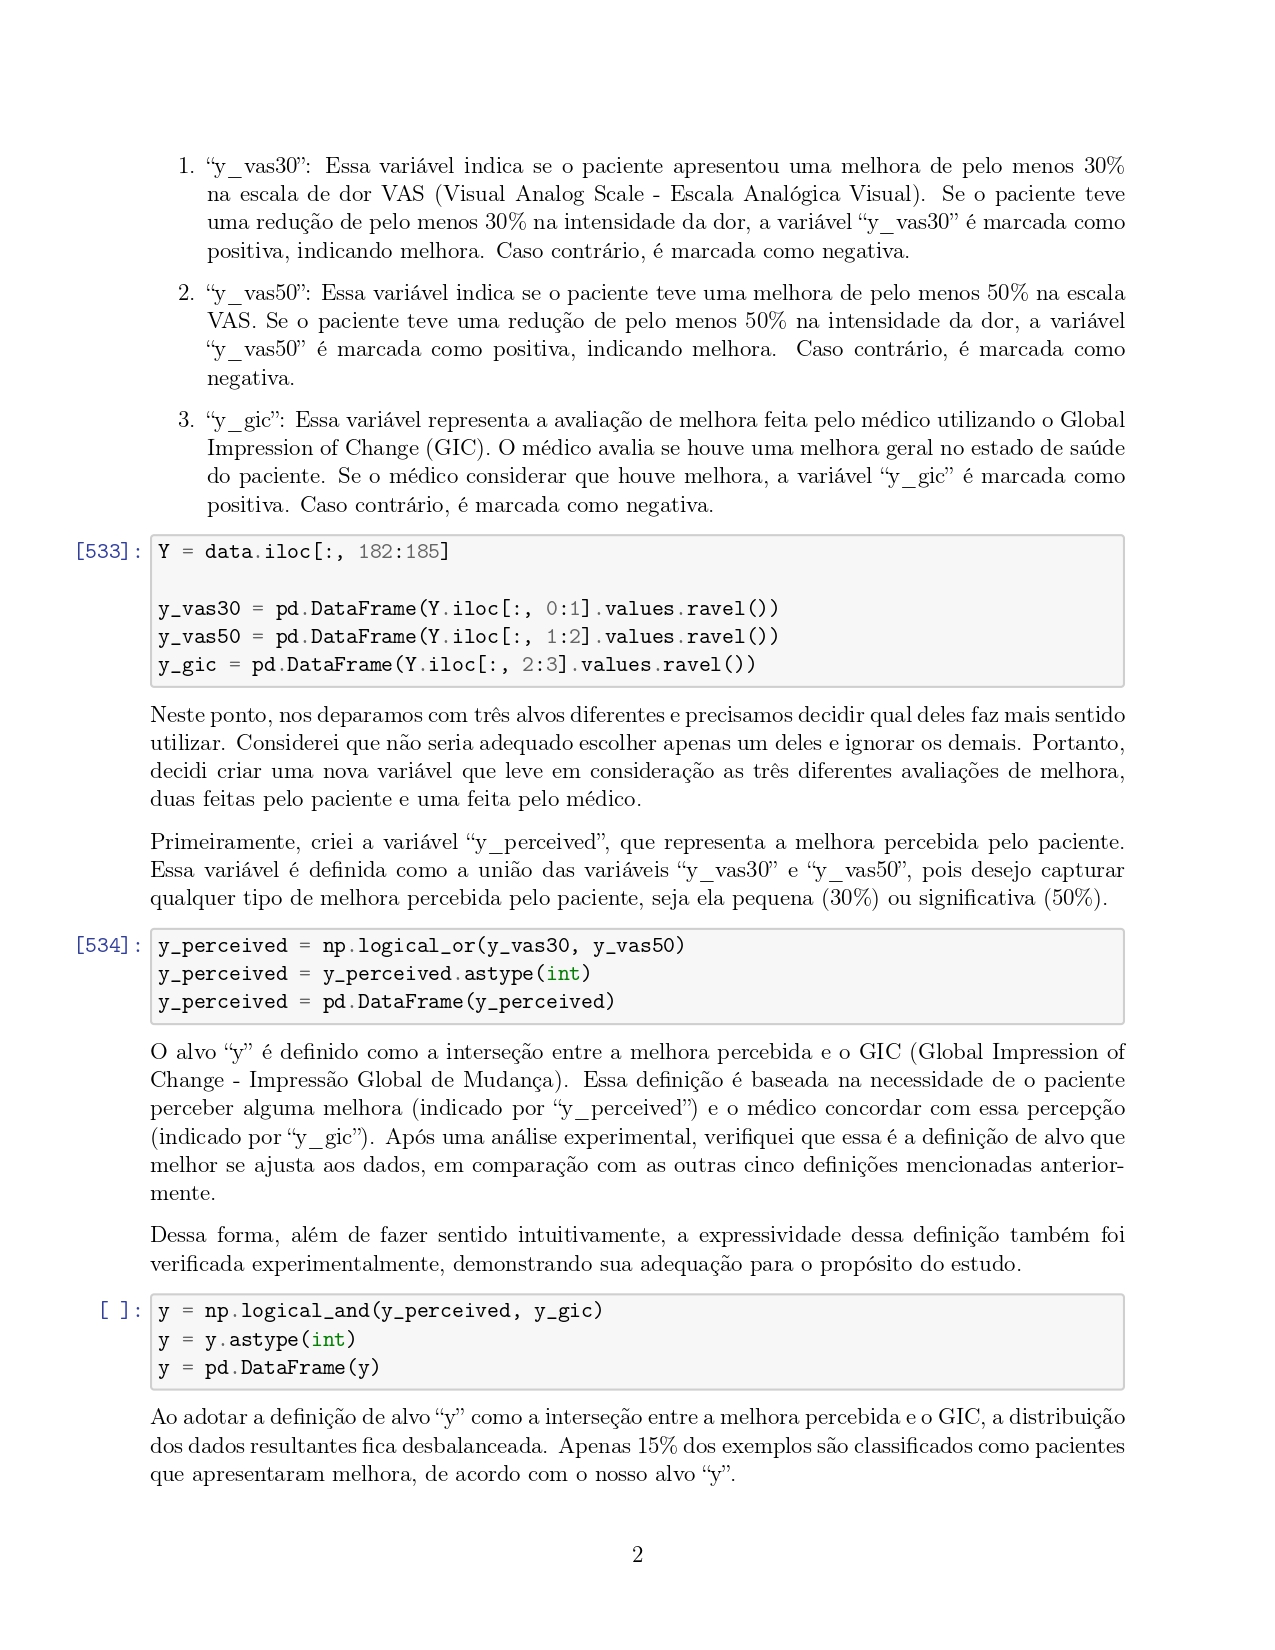 1. “y_vas30”: Essa variável indica se o paciente apresentou uma melhora de pelo menos 30%
na escala de dor VAS (Visual Analog Scale - Escala Analógica Visual). Se o paciente teve
uma redução de pelo menos 30% na intensidade da dor, a variável “y_vas30” é marcada como
positiva, indicando melhora. Caso contrário, é marcada como negativa.
2. “y_vas50”: Essa variável indica se o paciente teve uma melhora de pelo menos 50% na escala
VAS. Se o paciente teve uma redução de pelo menos 50% na intensidade da dor, a variável
“y_vas50” é marcada como positiva, indicando melhora. Caso contrário, é marcada como
negativa.
3. “y_gic”: Essa variável representa a avaliação de melhora feita pelo médico utilizando o Global
Impression of Change (GIC). O médico avalia se houve uma melhora geral no estado de saúde
do paciente. Se o médico considerar que houve melhora, a variável “y_gic” é marcada como
positiva. Caso contrário, é marcada como negativa.
[533]: Y = data.iloc[:, 182:185]
y_vas30 = pd.DataFrame(Y.iloc[:, 0:1].values.ravel())
y_vas50 = pd.DataFrame(Y.iloc[:, 1:2].values.ravel())
y_gic = pd.DataFrame(Y.iloc[:, 2:3].values.ravel())
Neste ponto, nos deparamos com três alvos diferentes e precisamos decidir qual deles faz mais sentido
utilizar. Considerei que não seria adequado escolher apenas um deles e ignorar os demais. Portanto,
decidi criar uma nova variável que leve em consideração as três diferentes avaliações de melhora,
duas feitas pelo paciente e uma feita pelo médico.
Primeiramente, criei a variável “y_perceived”, que representa a melhora percebida pelo paciente.
Essa variável é definida como a união das variáveis “y_vas30” e “y_vas50”, pois desejo capturar
qualquer tipo de melhora percebida pelo paciente, seja ela pequena (30%) ou significativa (50%).
[534]: y_perceived = np.logical_or(y_vas30, y_vas50)
y_perceived = y_perceived.astype(int)
y_perceived = pd.DataFrame(y_perceived)
O alvo “y” é definido como a interseção entre a melhora percebida e o GIC (Global Impression of
Change - Impressão Global de Mudança). Essa definição é baseada na necessidade de o paciente
perceber alguma melhora (indicado por “y_perceived”) e o médico concordar com essa percepção
(indicado por “y_gic”). Após uma análise experimental, verifiquei que essa é a definição de alvo que
melhor se ajusta aos dados, em comparação com as outras cinco definições mencionadas anterior-
mente.
Dessa forma, além de fazer sentido intuitivamente, a expressividade dessa definição também foi
verificada experimentalmente, demonstrando sua adequação para o propósito do estudo.
[ ]: y = np.logical_and(y_perceived, y_gic)
y = y.astype(int)
y = pd.DataFrame(y)
Ao adotar a definição de alvo “y” como a interseção entre a melhora percebida e o GIC, a distribuição
dos dados resultantes fica desbalanceada. Apenas 15% dos exemplos são classificados como pacientes
que apresentaram melhora, de acordo com o nosso alvo “y”.
2